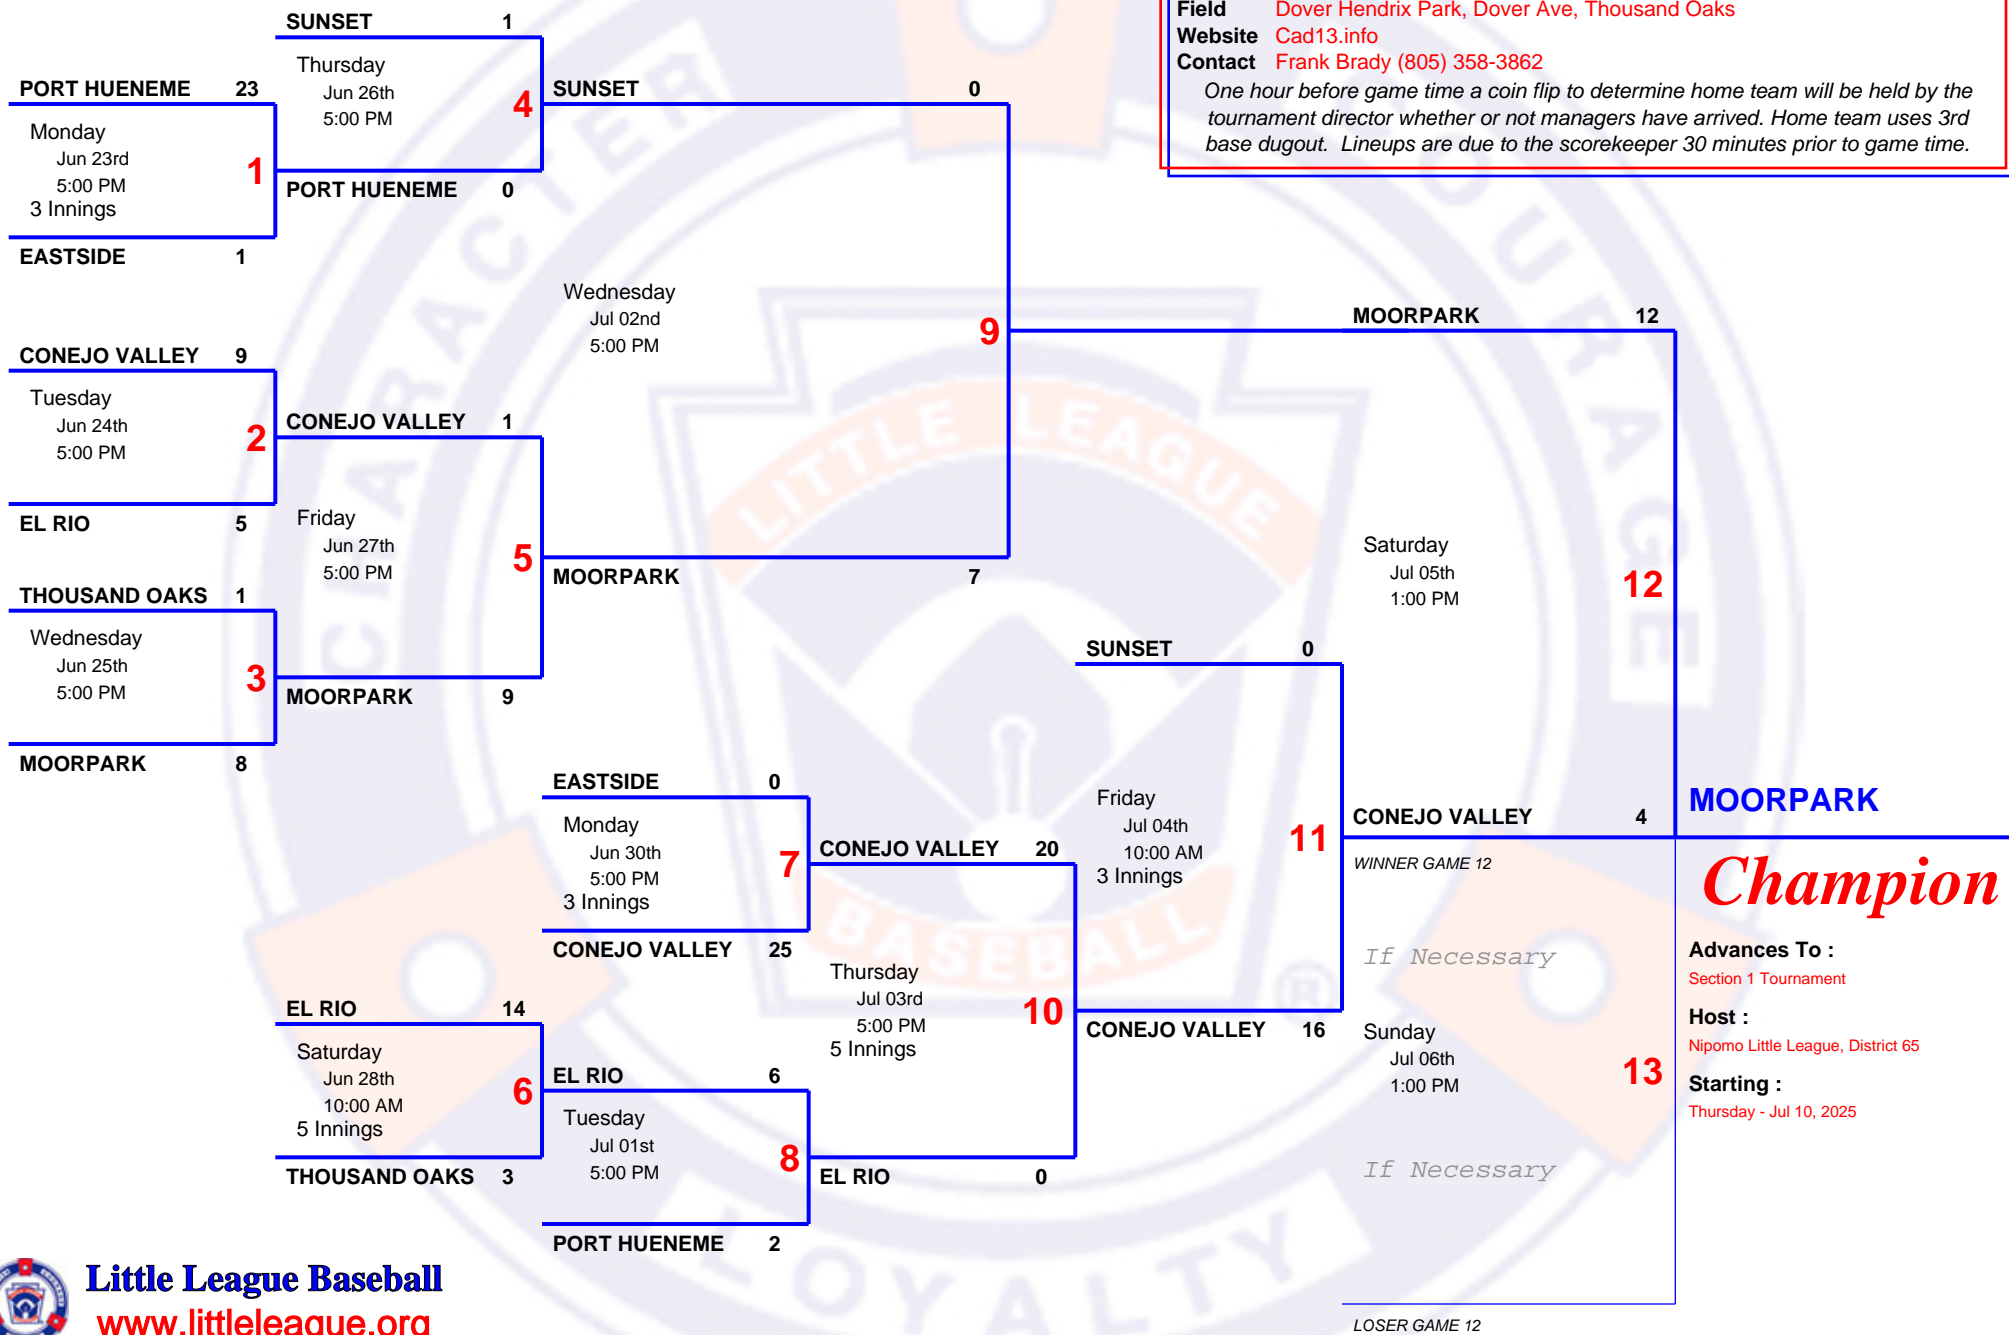 Field Dover Hendrix Park, Dover Ave, Thousand Oaks
Website Cad13.info
Contact Frank Brady (805) 358-3862
One hour before game time a coin flip to determine home team will be held by the
tournament director whether or not managers have arrived. Home team uses 3rd
base dugout. Lineups are due to the scorekeeper 30 minutes prior to game time.
PORT HUENEME 23
Monday
Jun 23rd
5:00 PM
3 Innings
1
EASTSIDE 1
CONEJO VALLEY 9
Tuesday
Jun 24th
5:00 PM
2
EL RIO 5
THOUSAND OAKS 1
Wednesday
Jun 25th
5:00 PM
3
MOORPARK 8
SUNSET 1
Thursday
Jun 26th
5:00 PM
4
PORT HUENEME 0
CONEJO VALLEY 1
Friday
Jun 27th
5:00 PM
5
MOORPARK 9
EL RIO 14
Saturday
Jun 28th
10:00 AM
5 Innings
6
THOUSAND OAKS 3
EASTSIDE 0
Monday
Jun 30th
5:00 PM
3 Innings
7
CONEJO VALLEY 25
EL RIO 6
Tuesday
Jul 01st
5:00 PM
8
PORT HUENEME 2
SUNSET 0
Wednesday
Jul 02nd
5:00 PM
9
MOORPARK 7
CONEJO VALLEY 20
Thursday
Jul 03rd
5:00 PM
5 Innings
10
EL RIO 0
SUNSET 0
Friday
Jul 04th
10:00 AM
3 Innings
11
CONEJO VALLEY 16
MOORPARK 12
Saturday
Jul 05th
1:00 PM
12
CONEJO VALLEY 4
WINNER GAME 12
If Necessary
Sunday
Jul 06th
1:00 PM
13
If Necessary
LOSER GAME 12
MOORPARK
Champion
Advances To :
Section 1 Tournament
Host :
Nipomo Little League, District 65
Starting :
Thursday - Jul 10, 2025
Little League Baseball
www.littleleague.org
CHARACTER
COURAGE
LOYALTY
LITTLE LEAGUE
BASEBALL
®